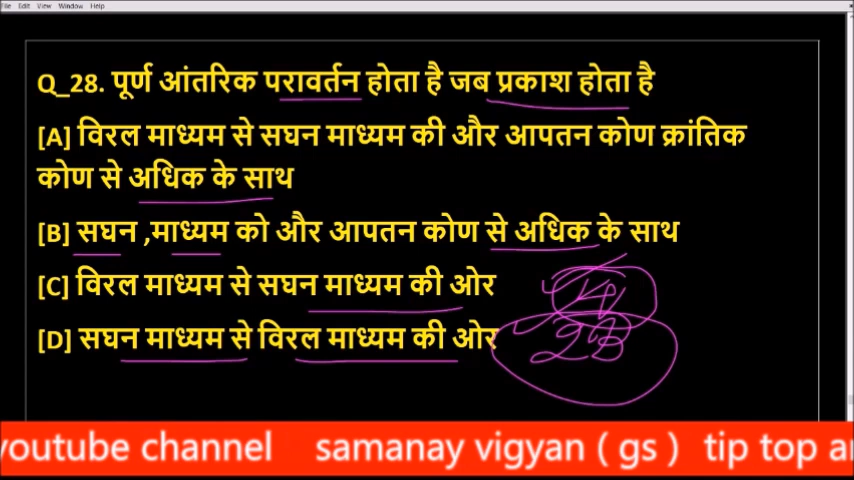 File Edit View Window Help
Q_28. पूर्ण आंतरिक परावर्तन होता है जब प्रकाश होता है
[A] विरल माध्यम से सघन माध्यम की और आपतन कोण क्रांतिक
कोण से अधिक के साथ
[B] सघन ,माध्यम को और आपतन कोण से अधिक के साथ
[C] विरल माध्यम से सघन माध्यम की ओर
[D] सघन माध्यम से विरल माध्यम की ओर
28
youtube channel samanay vigyan ( gs ) tip top